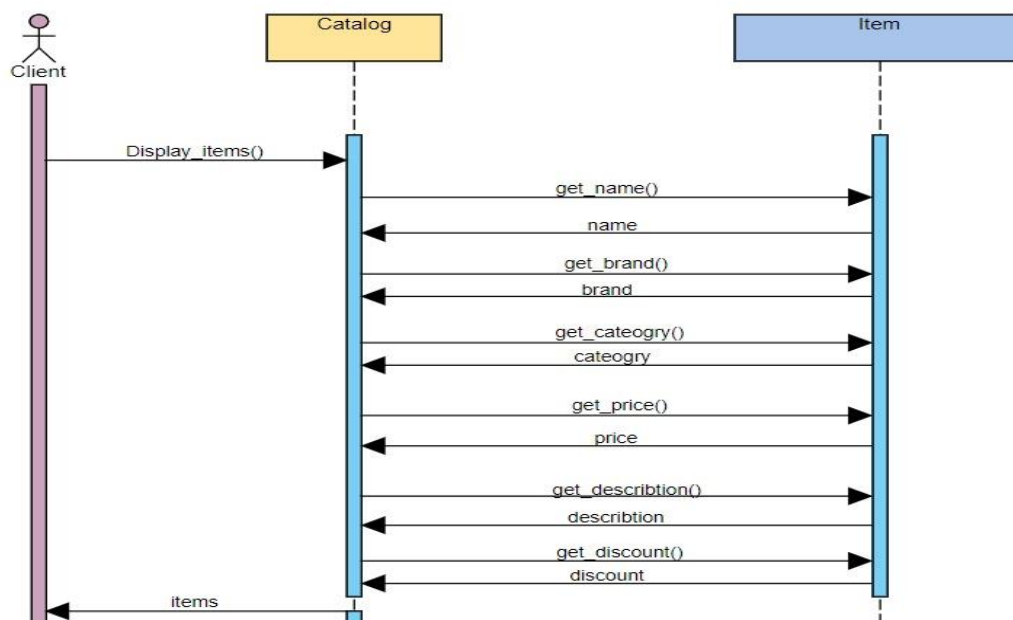 Catalog
Item
Client
Display_items()
get_name()
name
get_brand()
brand
get_cateogry()
cateogry
get_price()
price
get_describtion()
describtion
get_discount()
discount
items